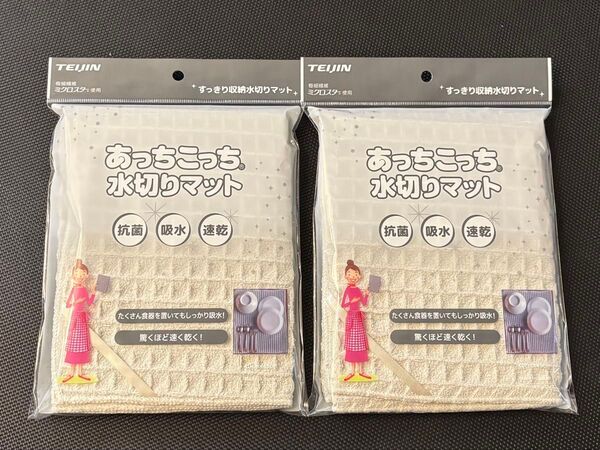 TEIJIN
極細繊維
ミクロスター®使用
すっきり収納水切りマット
あっちこっち®
水切りマット
抗菌
吸水
速乾
たくさん食器を置いてもしっかり吸水!
驚くほど速く乾く!
TEIJIN
極細繊維
ミクロスター®使用
すっきり収納水切りマット
あっちこっち®
水切りマット
抗菌
吸水
速乾
たくさん食器を置いてもしっかり吸水!
驚くほど速く乾く!